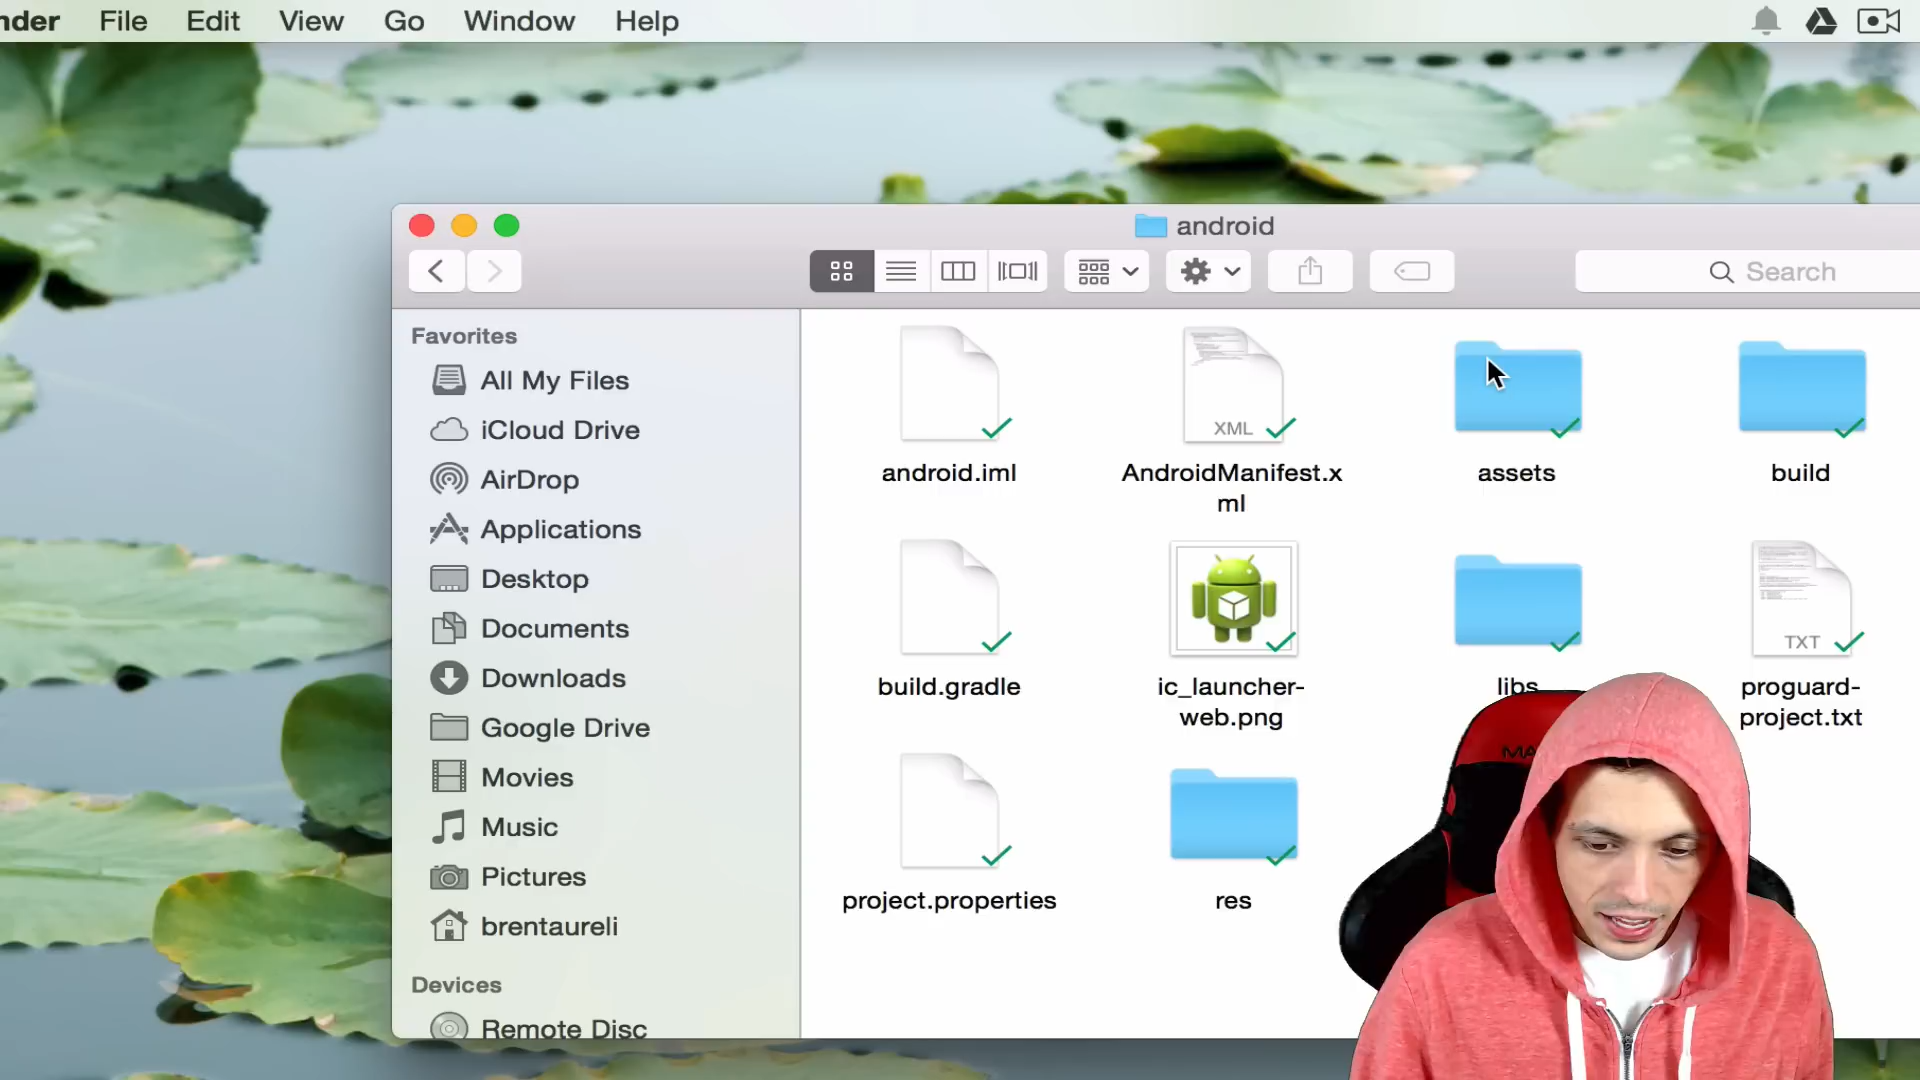 nder File Edit View Go Window Help
android
Search
Favorites
All My Files
iCloud Drive
AirDrop
Applications
Desktop
Documents
Downloads
Google Drive
Movies
Music
Pictures
brentaureli
Devices
Remote Disc
XML
android.iml
AndroidManifest.x
ml
assets
build
TXT
build.gradle
ic_launcher-
web.png
libs
proguard-
project.txt
project.properties
res
MA